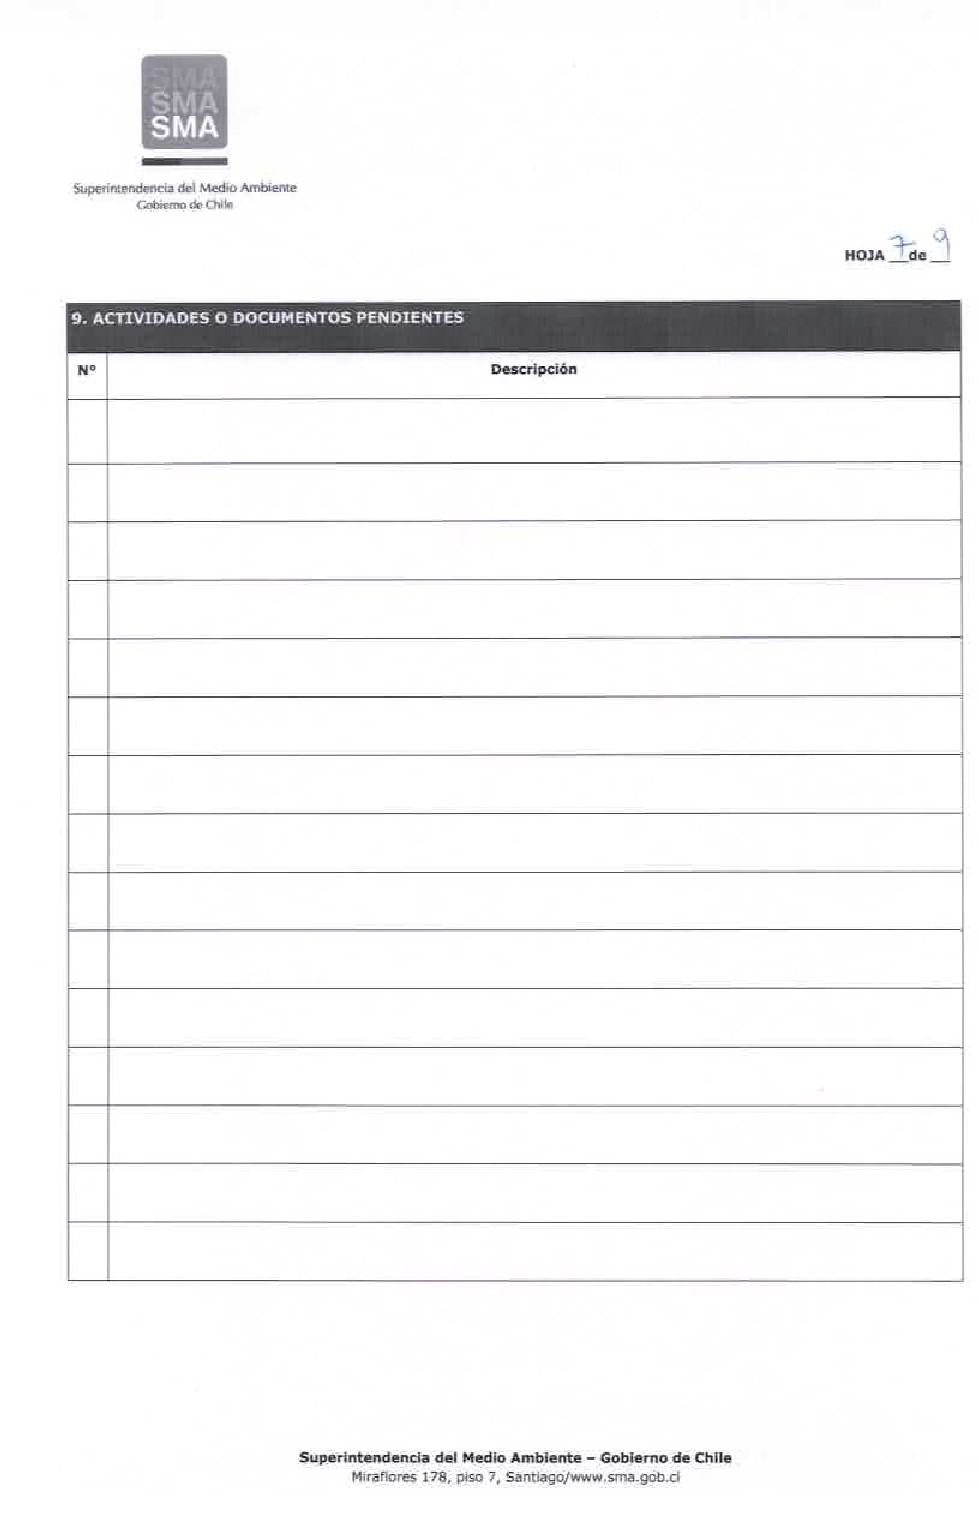 SMA
SMA
SMA
Superintendencia del Medio Ambiente
Gobierno de Chile
HOJA 7 de 9
9. ACTIVIDADES O DOCUMENTOS PENDIENTES
Nº Descripción
Superintendencia del Medio Ambiente – Gobierno de Chile
Miraflores 178, piso 7, Santiago/www.sma.gob.cl